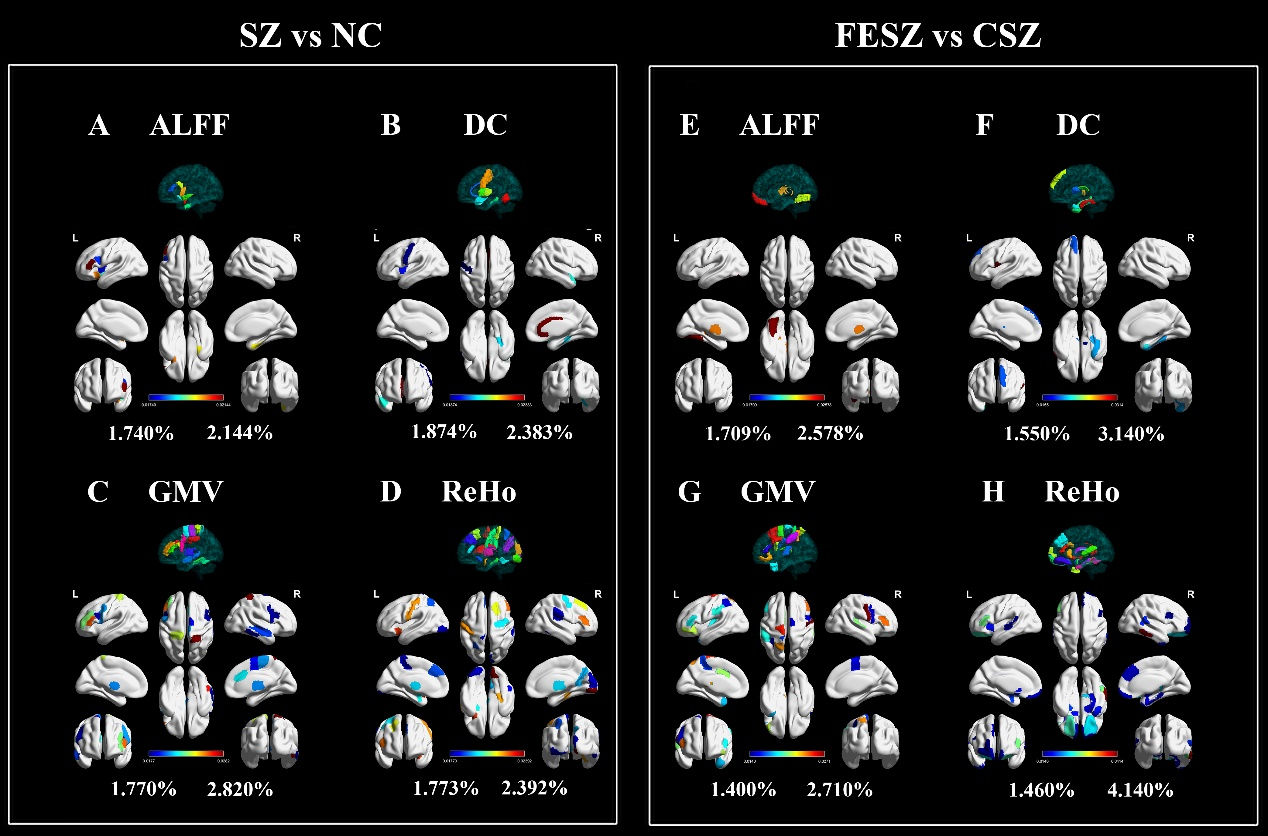 SZ vs NC
FESZ vs CSZ
A ALFF
B DC
E ALFF
F DC
L R
L R
L R
L R
1.740% 2.144%
1.874% 2.383%
1.709% 2.578%
1.550% 3.140%
C GMV
D ReHo
G GMV
H ReHo
L R
L R
L R
L R
1.770% 2.820%
1.773% 2.392%
1.400% 2.710%
1.460% 4.140%